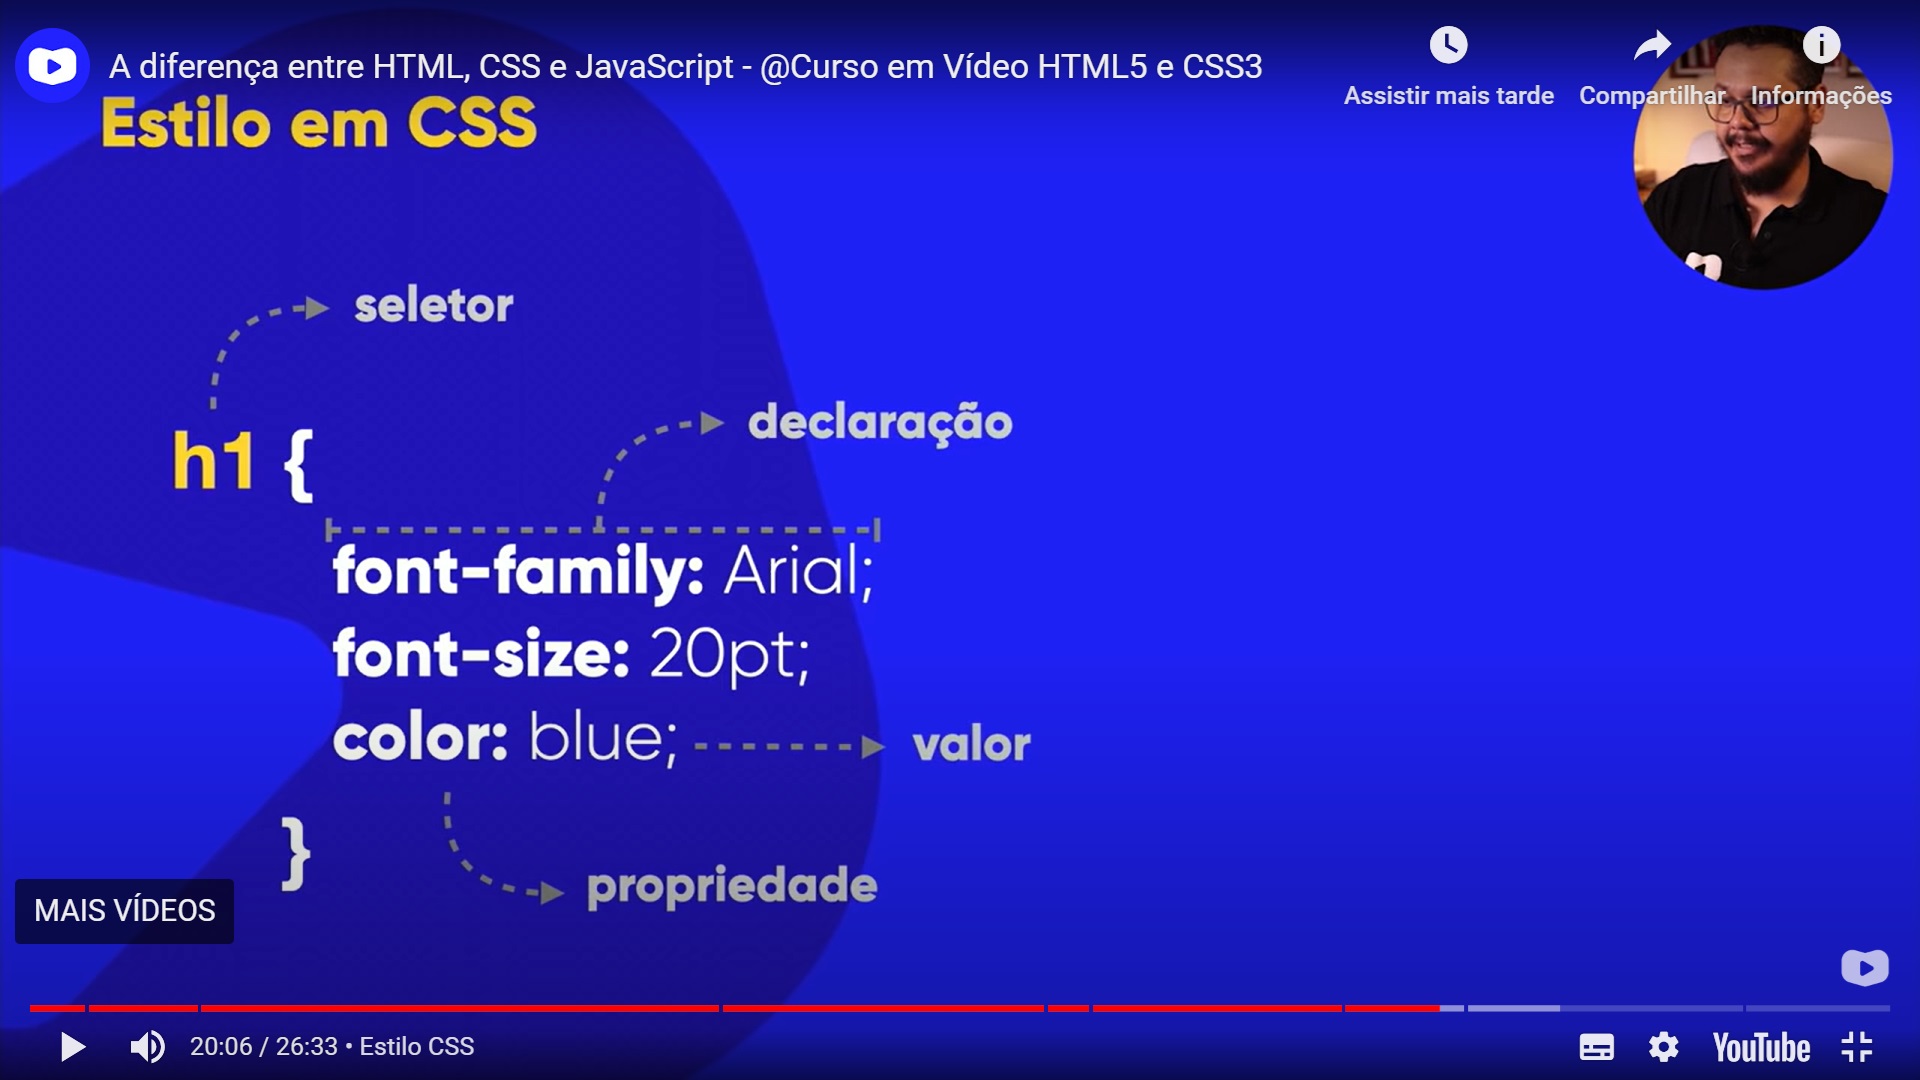 A diferença entre HTML, CSS e JavaScript - @Curso em Vídeo HTML5 e CSS3
Assistir mais tarde
Compartilhar
Informações
Estilo em CSS
seletor
declaração
h1 {
font-family: Arial;
font-size: 20pt;
color: blue;
valor
}
propriedade
MAIS VÍDEOS
20:06 / 26:33 • Estilo CSS
YouTube